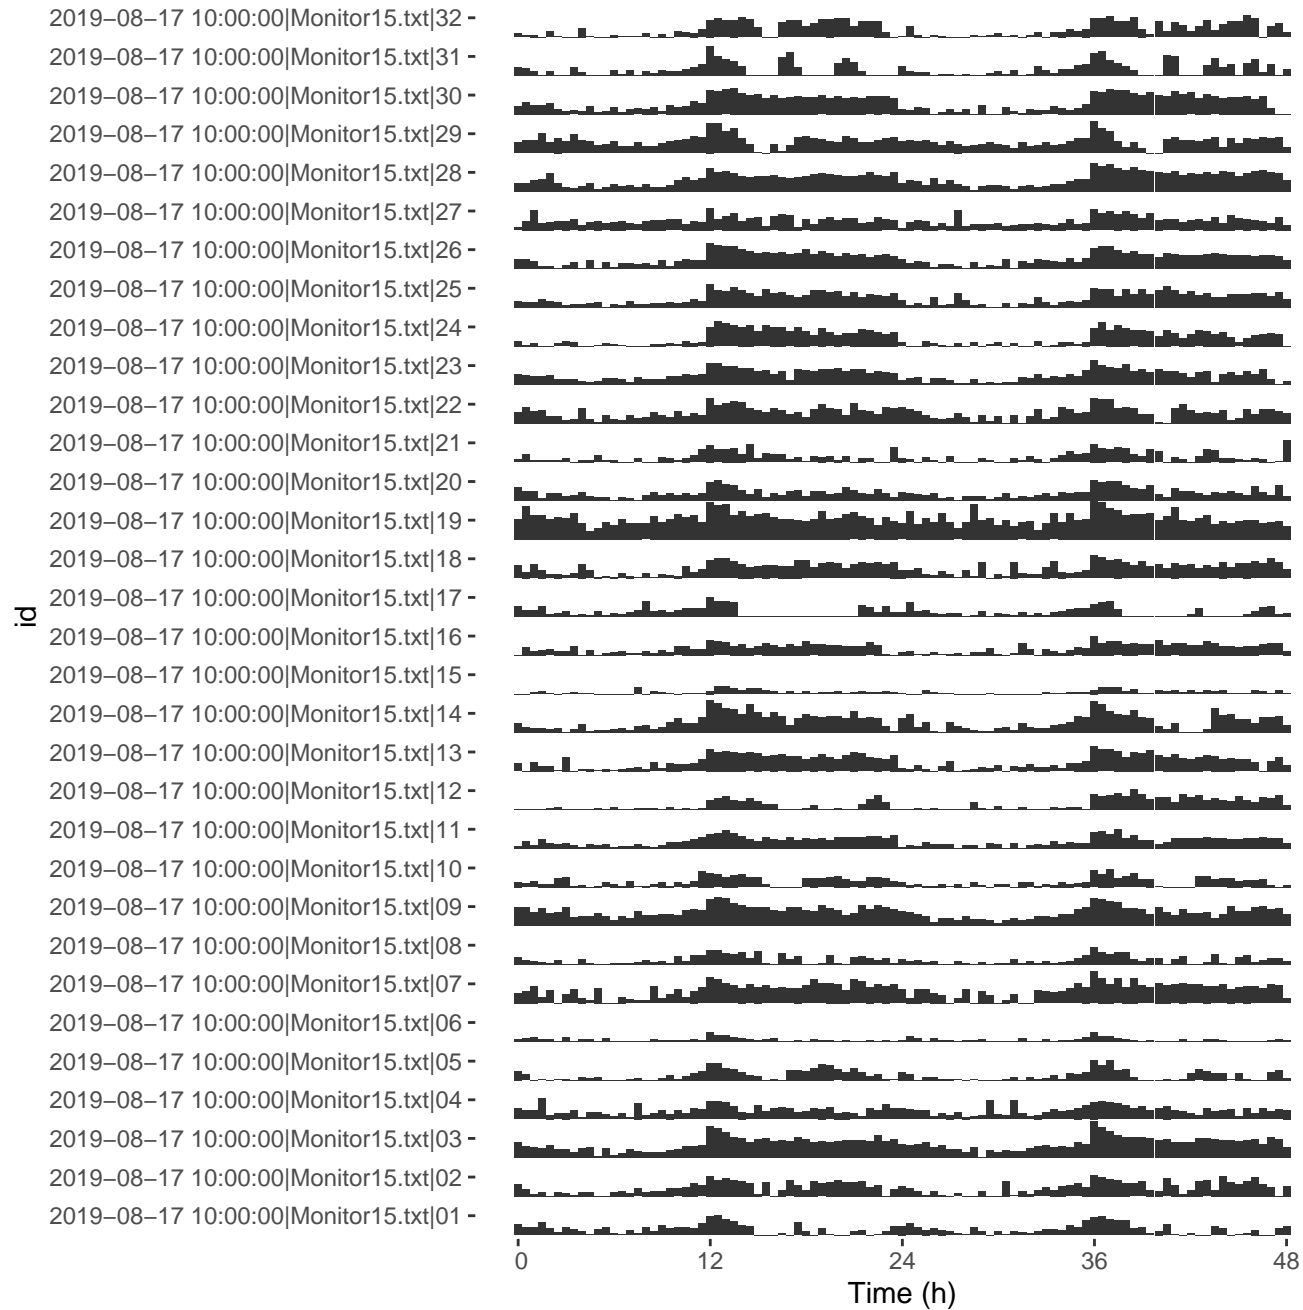 2019−08−17 10:00:00|Monitor15.txt|32
2019−08−17 10:00:00|Monitor15.txt|31
2019−08−17 10:00:00|Monitor15.txt|30
2019−08−17 10:00:00|Monitor15.txt|29
2019−08−17 10:00:00|Monitor15.txt|28
2019−08−17 10:00:00|Monitor15.txt|27
2019−08−17 10:00:00|Monitor15.txt|26
2019−08−17 10:00:00|Monitor15.txt|25
2019−08−17 10:00:00|Monitor15.txt|24
2019−08−17 10:00:00|Monitor15.txt|23
2019−08−17 10:00:00|Monitor15.txt|22
2019−08−17 10:00:00|Monitor15.txt|21
2019−08−17 10:00:00|Monitor15.txt|20
2019−08−17 10:00:00|Monitor15.txt|19
2019−08−17 10:00:00|Monitor15.txt|18
2019−08−17 10:00:00|Monitor15.txt|17
id
2019−08−17 10:00:00|Monitor15.txt|16
2019−08−17 10:00:00|Monitor15.txt|15
2019−08−17 10:00:00|Monitor15.txt|14
2019−08−17 10:00:00|Monitor15.txt|13
2019−08−17 10:00:00|Monitor15.txt|12
2019−08−17 10:00:00|Monitor15.txt|11
2019−08−17 10:00:00|Monitor15.txt|10
2019−08−17 10:00:00|Monitor15.txt|09
2019−08−17 10:00:00|Monitor15.txt|08
2019−08−17 10:00:00|Monitor15.txt|07
2019−08−17 10:00:00|Monitor15.txt|06
2019−08−17 10:00:00|Monitor15.txt|05
2019−08−17 10:00:00|Monitor15.txt|04
2019−08−17 10:00:00|Monitor15.txt|03
2019−08−17 10:00:00|Monitor15.txt|02
2019−08−17 10:00:00|Monitor15.txt|01
0 12 24 36 48
Time (h)